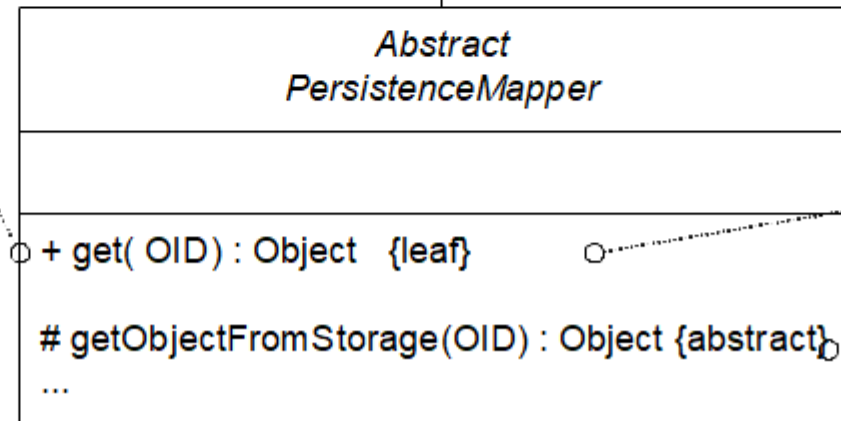 Abstract
PersistenceMapper
+ get( OID) : Object {leaf}
# getObjectFromStorage(OID) : Object {abstract}
...